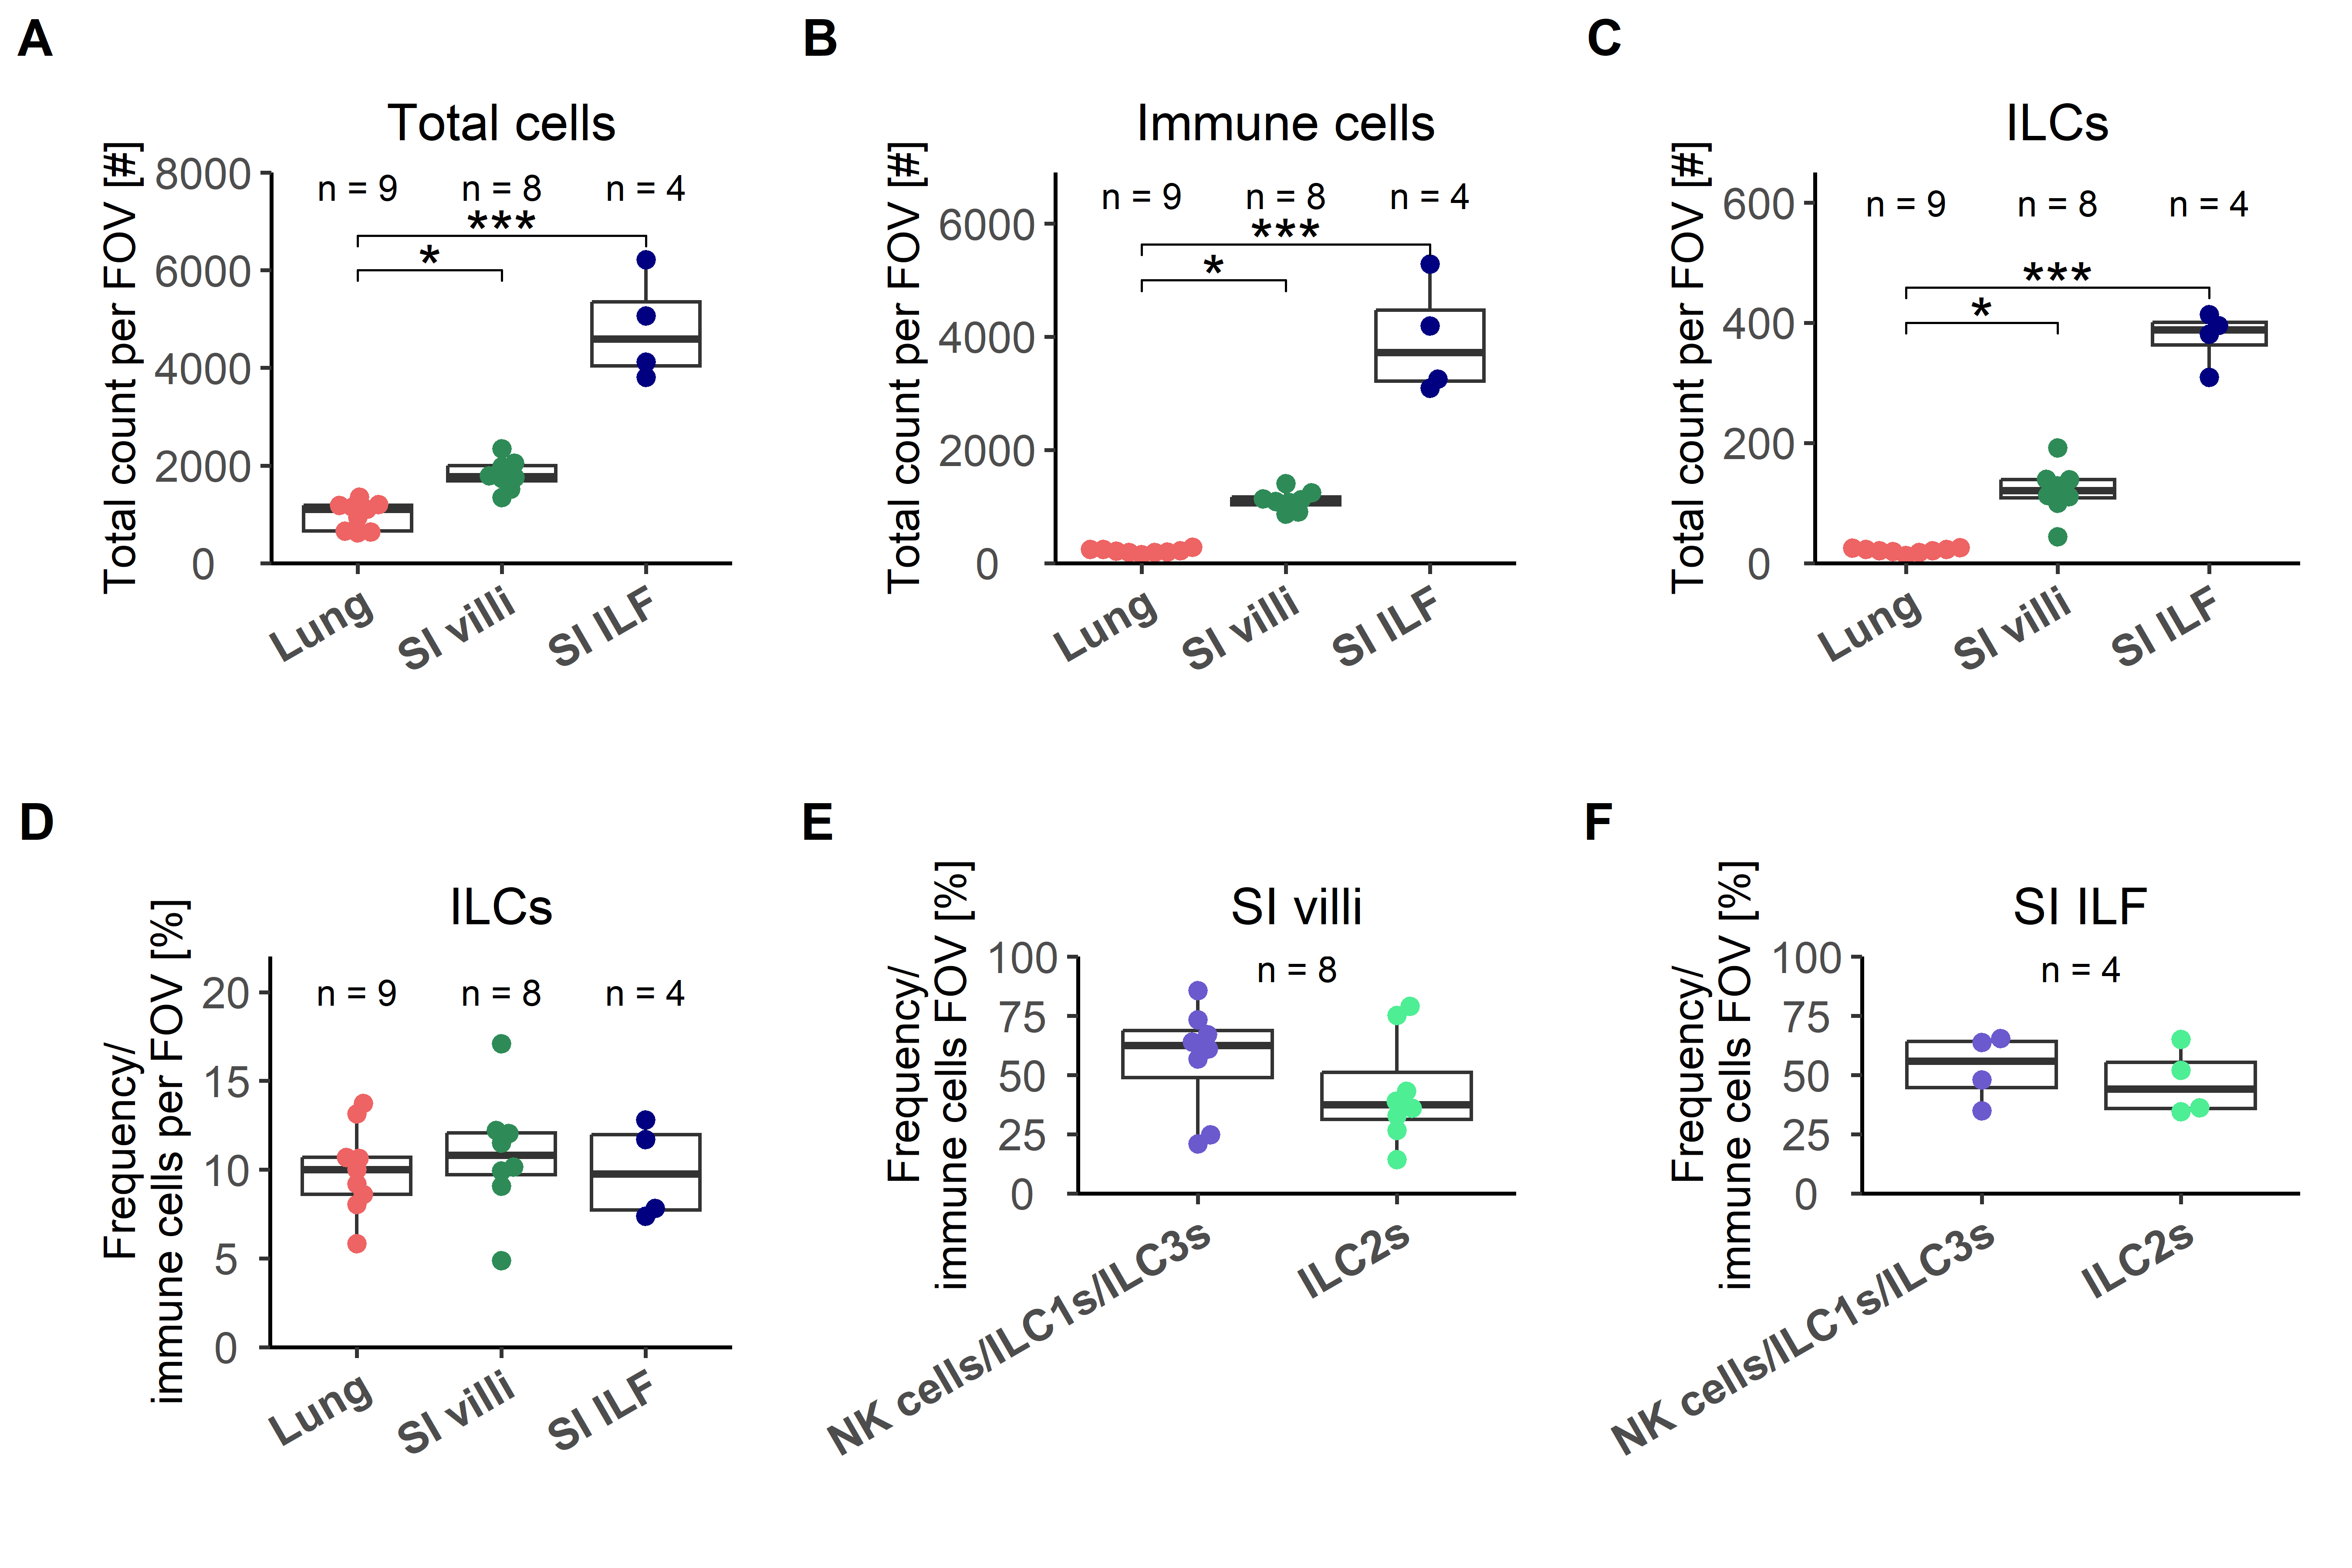 A
Total cells
Total count per FOV [#]
8000
6000
4000
2000
0
n = 9
n = 8
n = 4
***
*
Lung
SI villi
SI ILF
B
Immune cells
Total count per FOV [#]
6000
4000
2000
0
n = 9
n = 8
n = 4
***
*
Lung
SI villi
SI ILF
C
ILCs
Total count per FOV [#]
600
400
200
0
n = 9
n = 8
n = 4
***
*
Lung
SI villi
SI ILF
D
ILCs
Frequency/
immune cells per FOV [%]
20
15
10
5
0
n = 9
n = 8
n = 4
Lung
SI villi
SI ILF
E
SI villi
Frequency/
immune cells FOV [%]
100
75
50
25
0
n = 8
NK cells/ILC1s/ILC3s
ILC2s
F
SI ILF
Frequency/
immune cells FOV [%]
100
75
50
25
0
n = 4
NK cells/ILC1s/ILC3s
ILC2s